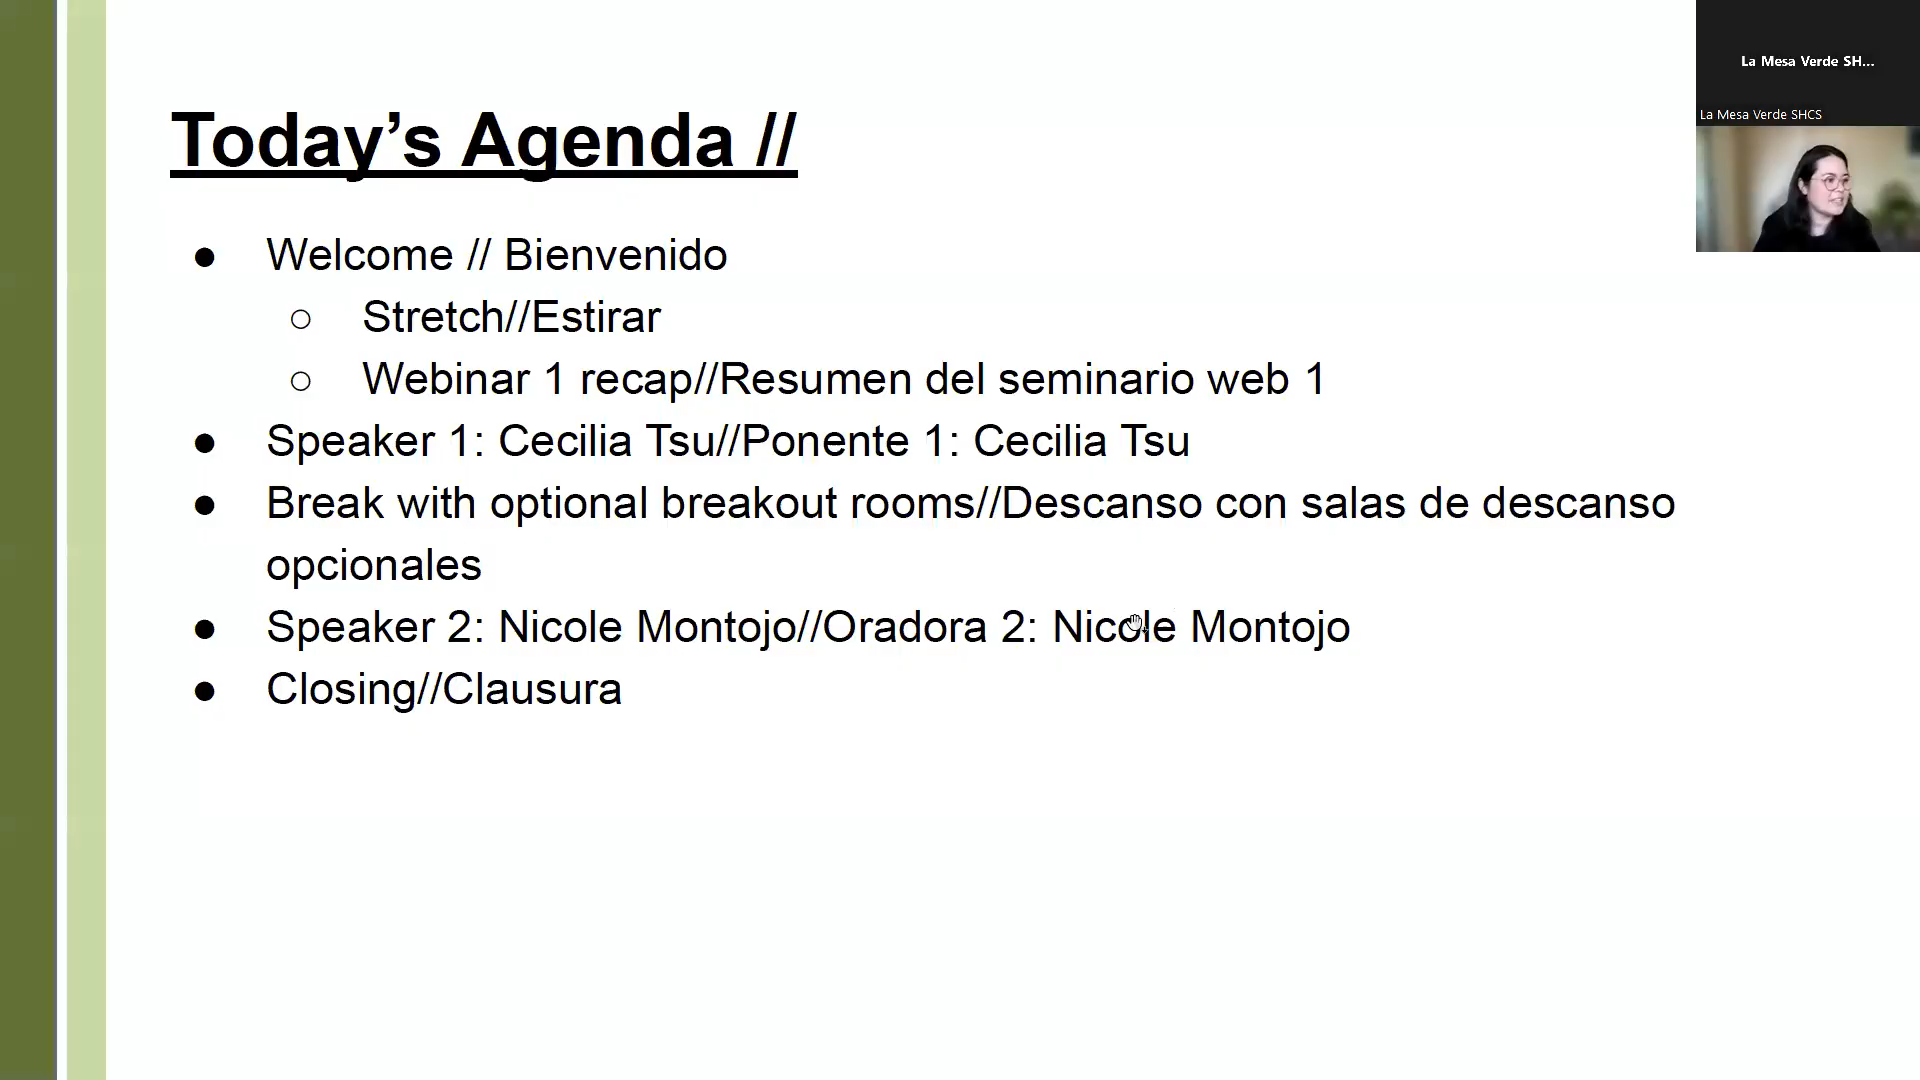 Today’s Agenda //
● Welcome // Bienvenido
○ Stretch//Estirar
○ Webinar 1 recap//Resumen del seminario web 1
● Speaker 1: Cecilia Tsu//Ponente 1: Cecilia Tsu
● Break with optional breakout rooms//Descanso con salas de descanso
opcionales
● Speaker 2: Nicole Montojo//Oradora 2: Nicole Montojo
● Closing//Clausura
La Mesa Verde SH...
La Mesa Verde SHCS